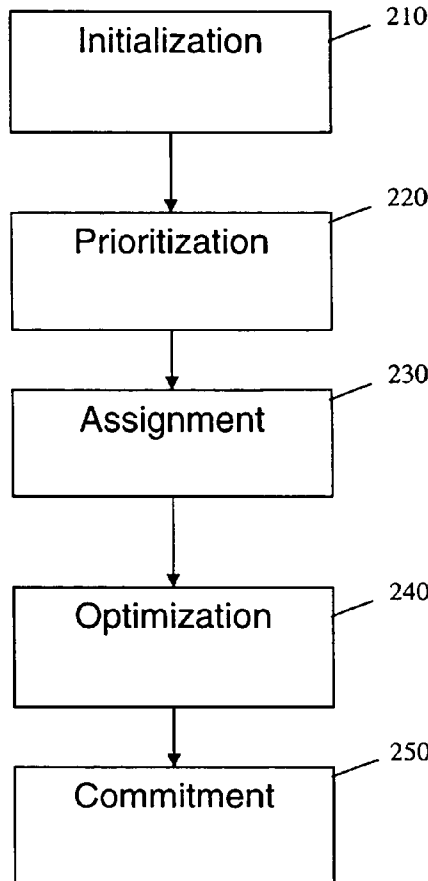 Initialization
210
Prioritization
220
Assignment
230
Optimization
240
Commitment
250